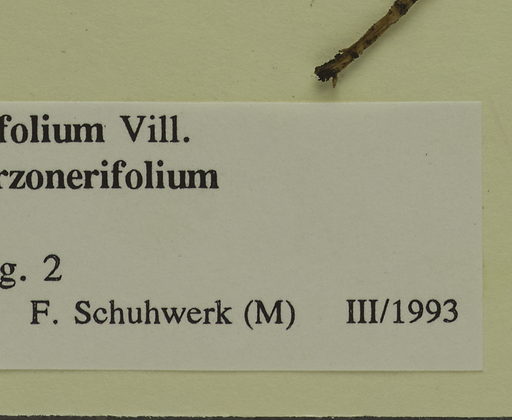 folium Vill.
rzonerifolium
g. 2
F. Schuhwerk (M) III/1993